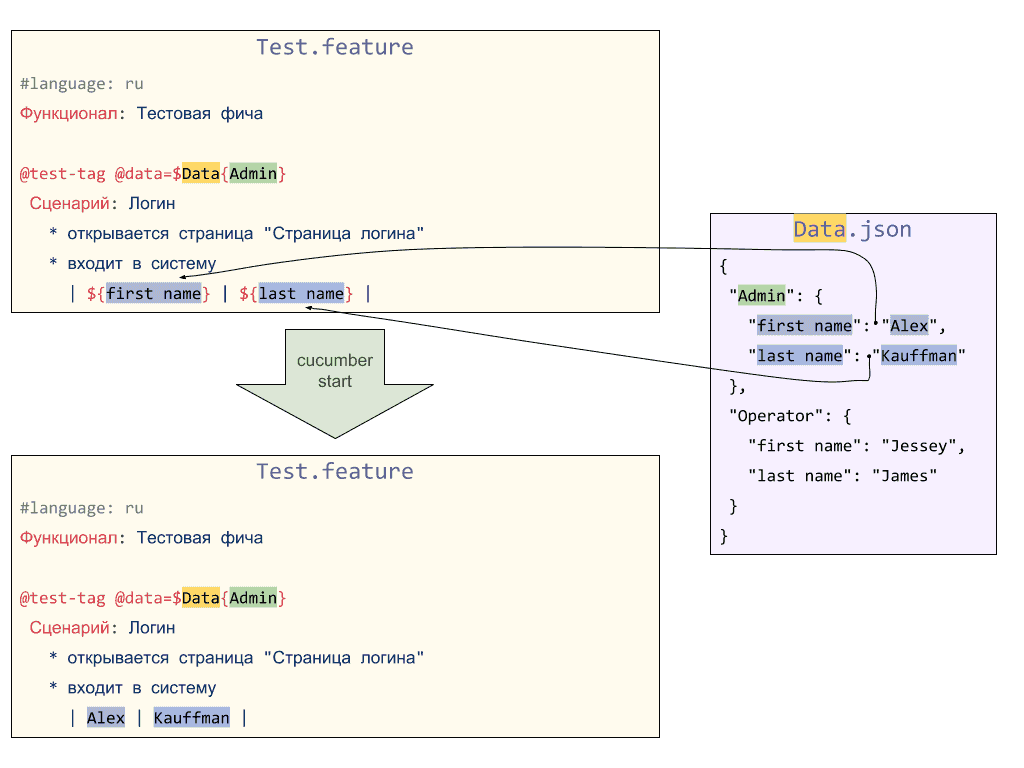 Test.feature
#language: ru
Функционал: Тестовая фича
@test-tag @data=$Data{Admin}
Сценарий: Логин
* открывается страница "Страница логина"
* входит в систему
| ${first name} | ${last name} |
cucumber
start
Test.feature
#language: ru
Функционал: Тестовая фича
@test-tag @data=$Data{Admin}
Сценарий: Логин
* открывается страница "Страница логина"
* входит в систему
| Alex | Kauffman |
Data.json
{
"Admin": {
"first name": "Alex",
"last name": "Kauffman"
},
"Operator": {
"first name": "Jessey",
"last name": "James"
}
}